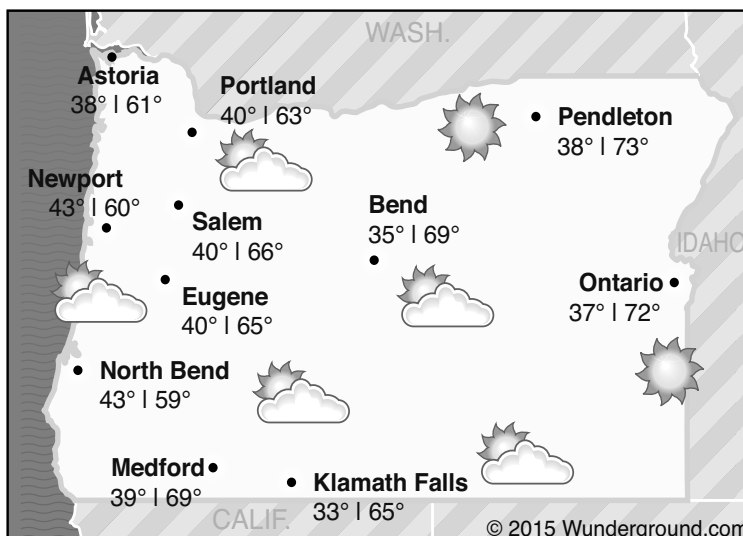 WASH.
Astoria
38° | 61°
Portland
40° | 63°
Pendleton
38° | 73°
Newport
43° | 60°
Salem
40° | 66°
Bend
35° | 69°
IDAHO
Eugene
40° | 65°
Ontario
37° | 72°
North Bend
43° | 59°
Medford
39° | 69°
Klamath Falls
33° | 65°
CALIF.
© 2015 Wunderground.com